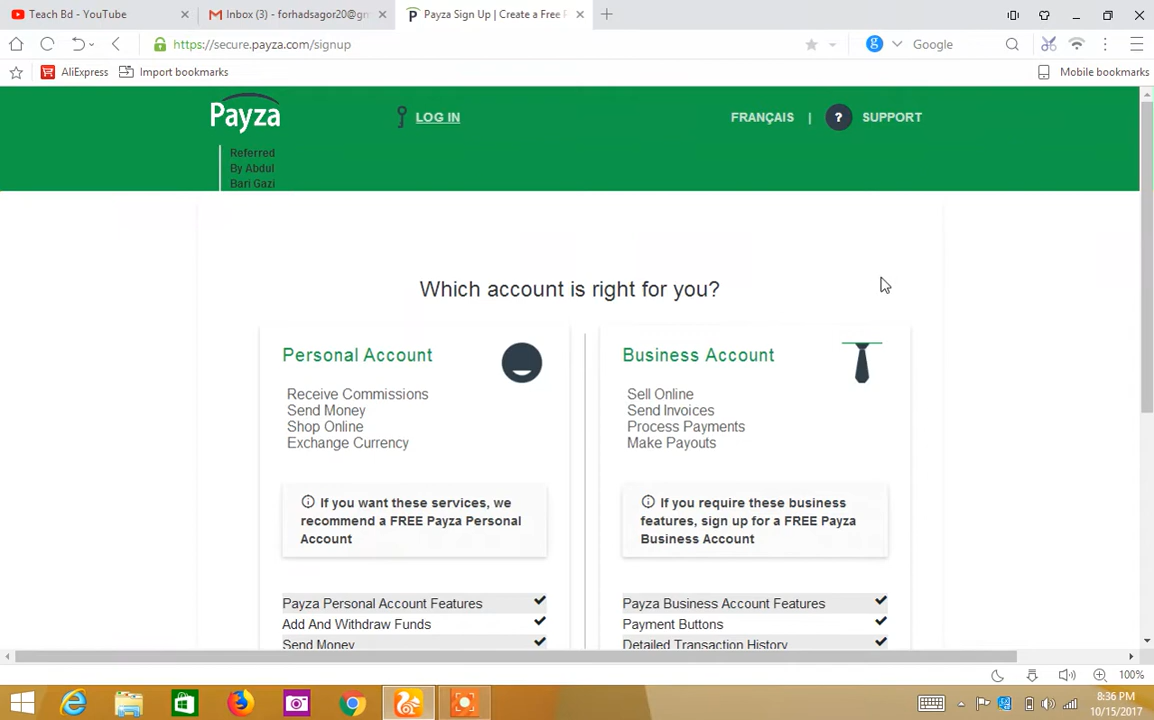 Teach Bd - YouTube
Inbox (3) - forhadsagor20@gm
Payza Sign Up | Create a Free P
https://secure.payza.com/signup
Google
AliExpress
Import bookmarks
Mobile bookmarks
Payza
LOG IN
FRANÇAIS | ? SUPPORT
Referred
By Abdul
Bari Gazi
Which account is right for you?
Personal Account
Receive Commissions
Send Money
Shop Online
Exchange Currency
If you want these services, we
recommend a FREE Payza Personal
Account
Payza Personal Account Features
Add And Withdraw Funds
Send Money
Business Account
Sell Online
Send Invoices
Process Payments
Make Payouts
If you require these business
features, sign up for a FREE Payza
Business Account
Payza Business Account Features
Payment Buttons
Detailed Transaction History
100%
8:36 PM
10/15/2017